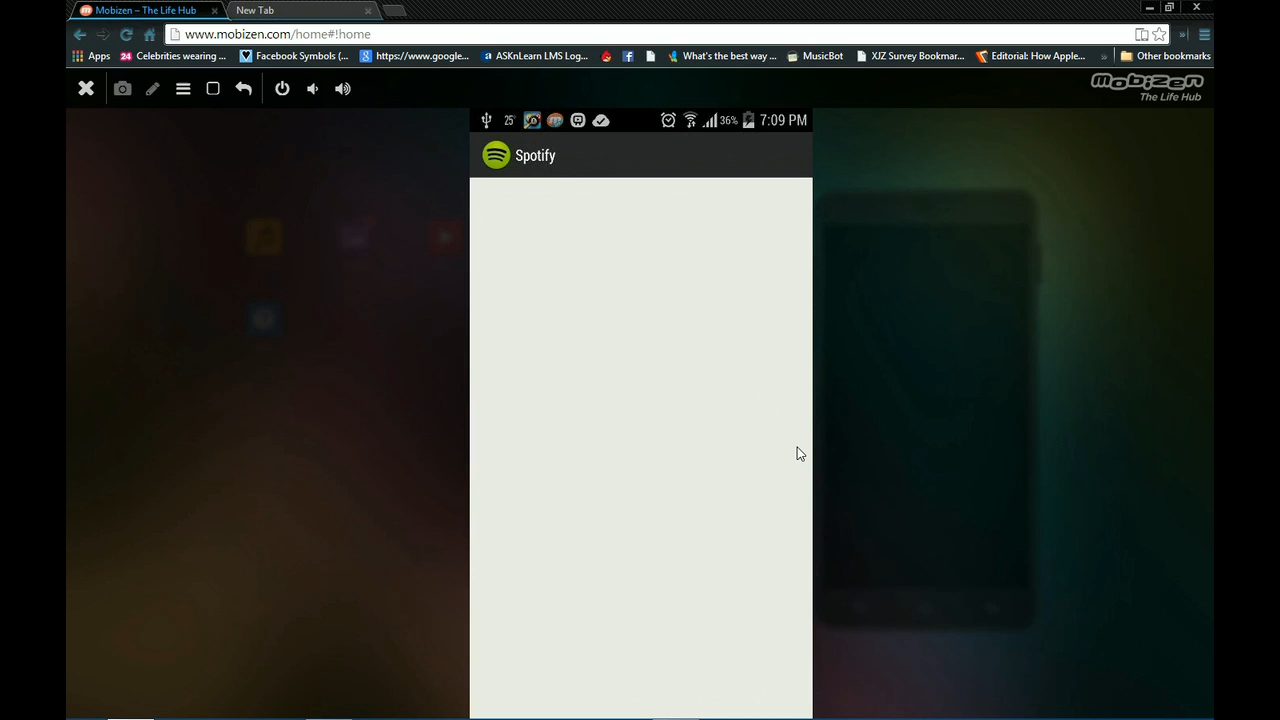 Mobizen – The Life Hub
New Tab
www.mobizen.com/home#!home
Apps
24 Celebrities wearing ...
Facebook Symbols (...
https://www.google...
ASKnLearn LMS Log...
What's the best way ...
MusicBot
XJZ Survey Bookmar...
Editorial: How Apple...
»
Other bookmarks
mobizen
The Life Hub
25°
36%
7:09 PM
Spotify